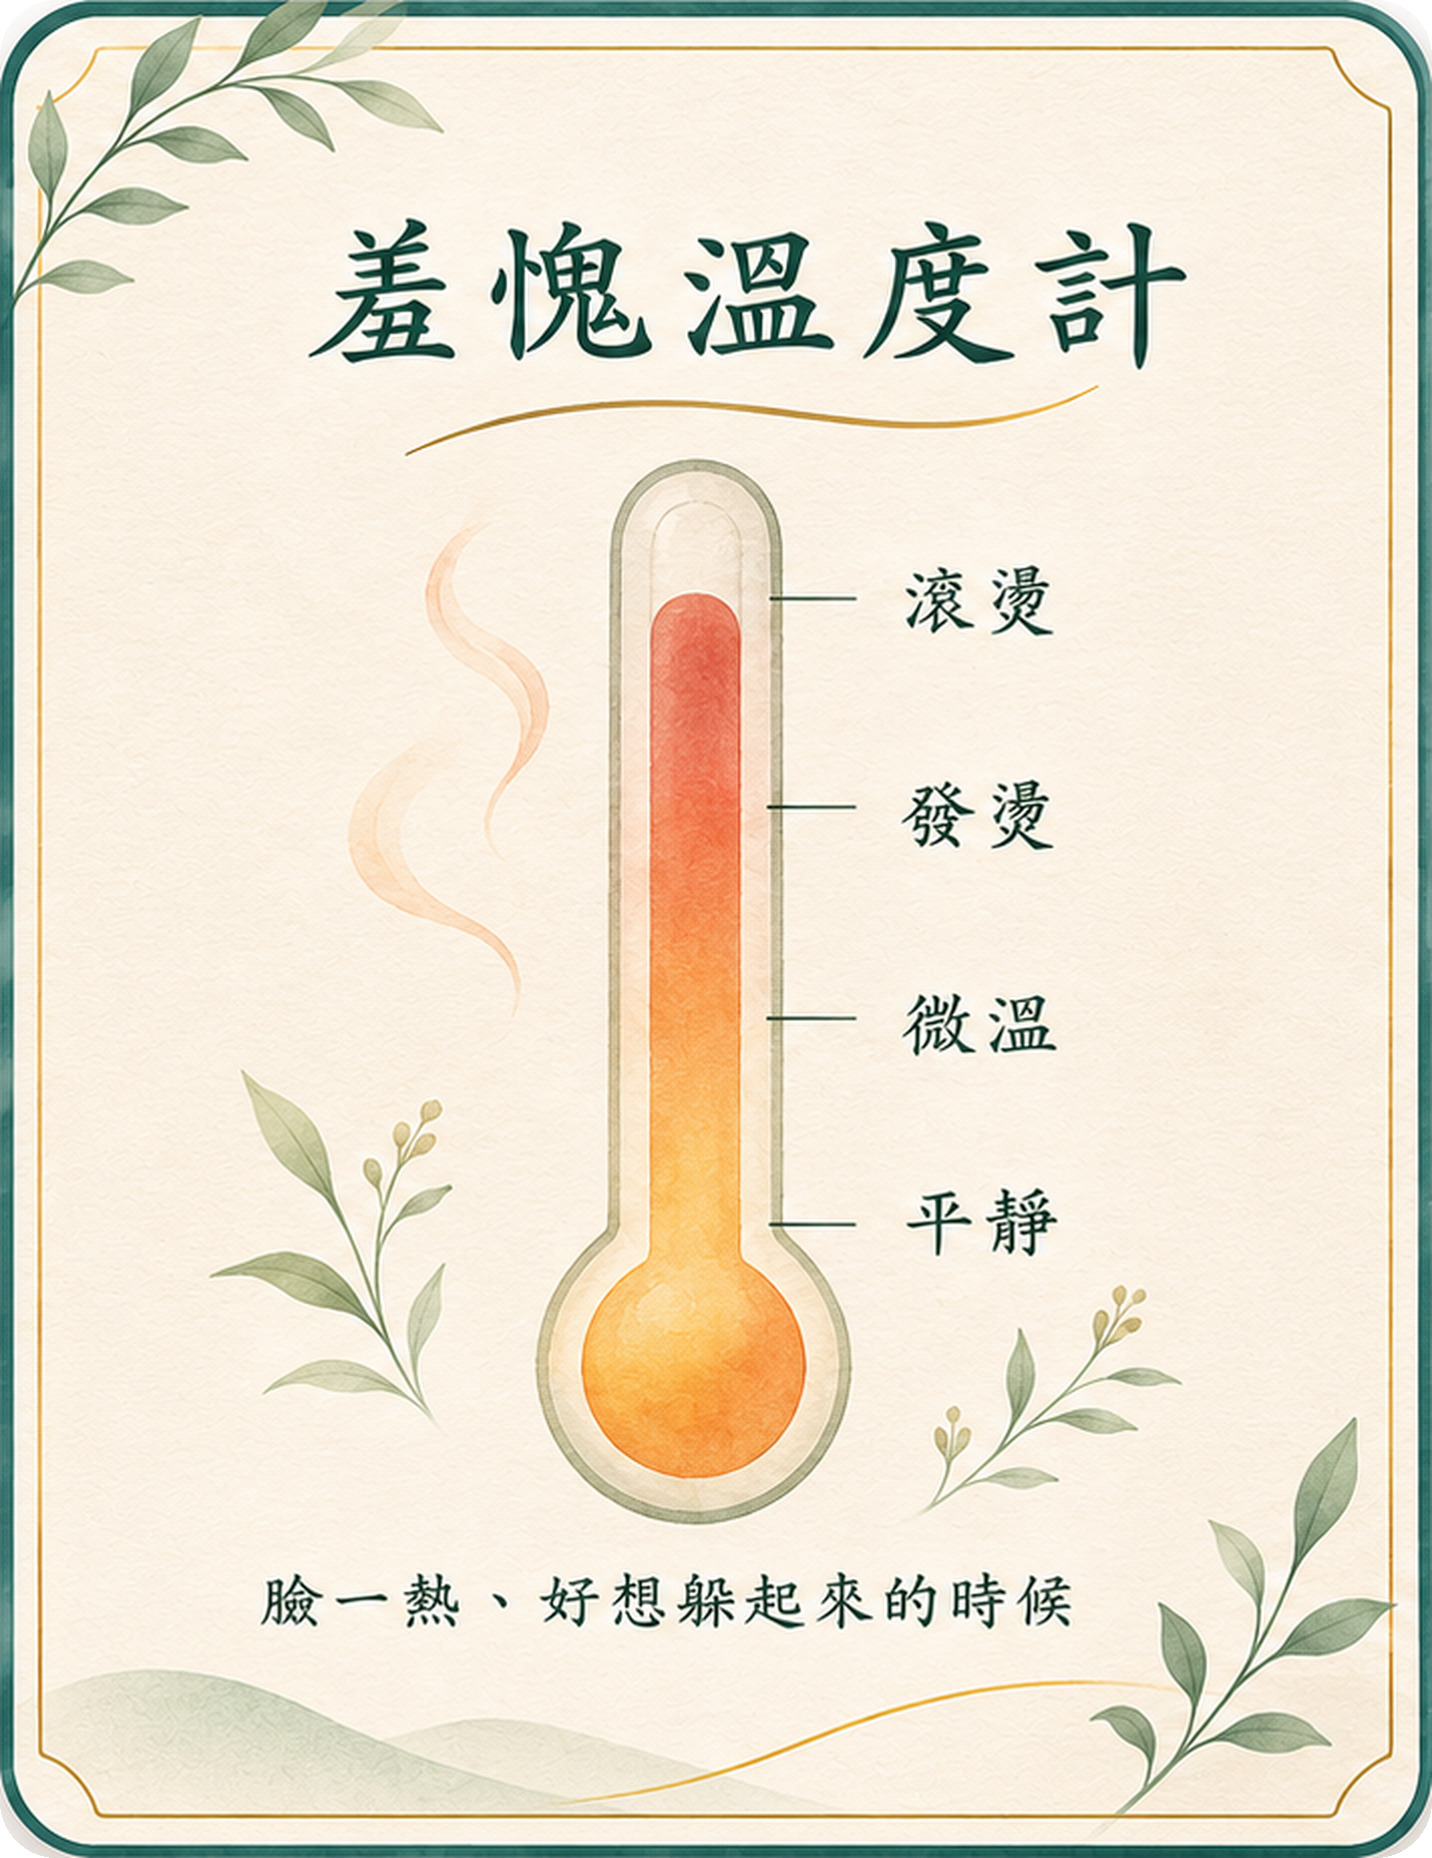 羞愧溫度計
滾燙
發燙
微溫
平靜
臉一熱、好想躲起來的時候